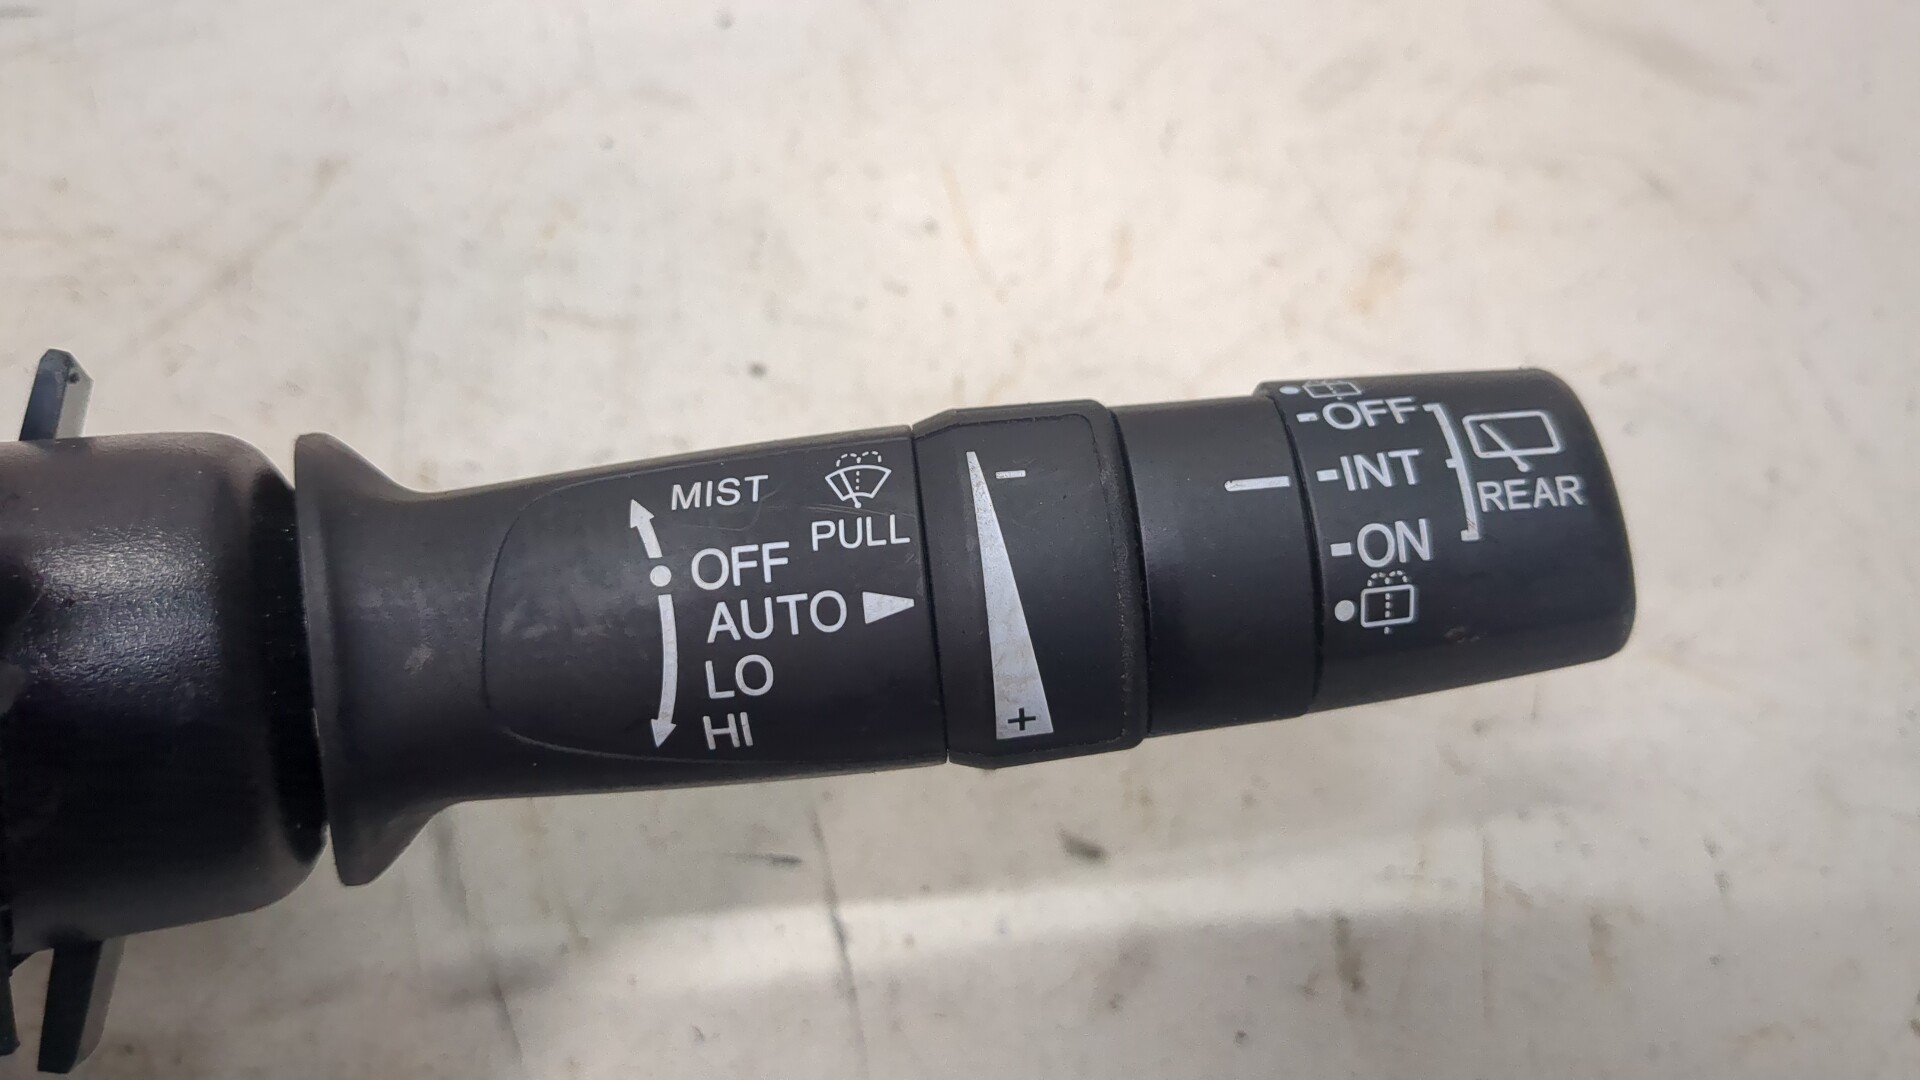 MIST
PULL
OFF
AUTO
LO
HI
-
+
-OFF
-INT
-ON
REAR